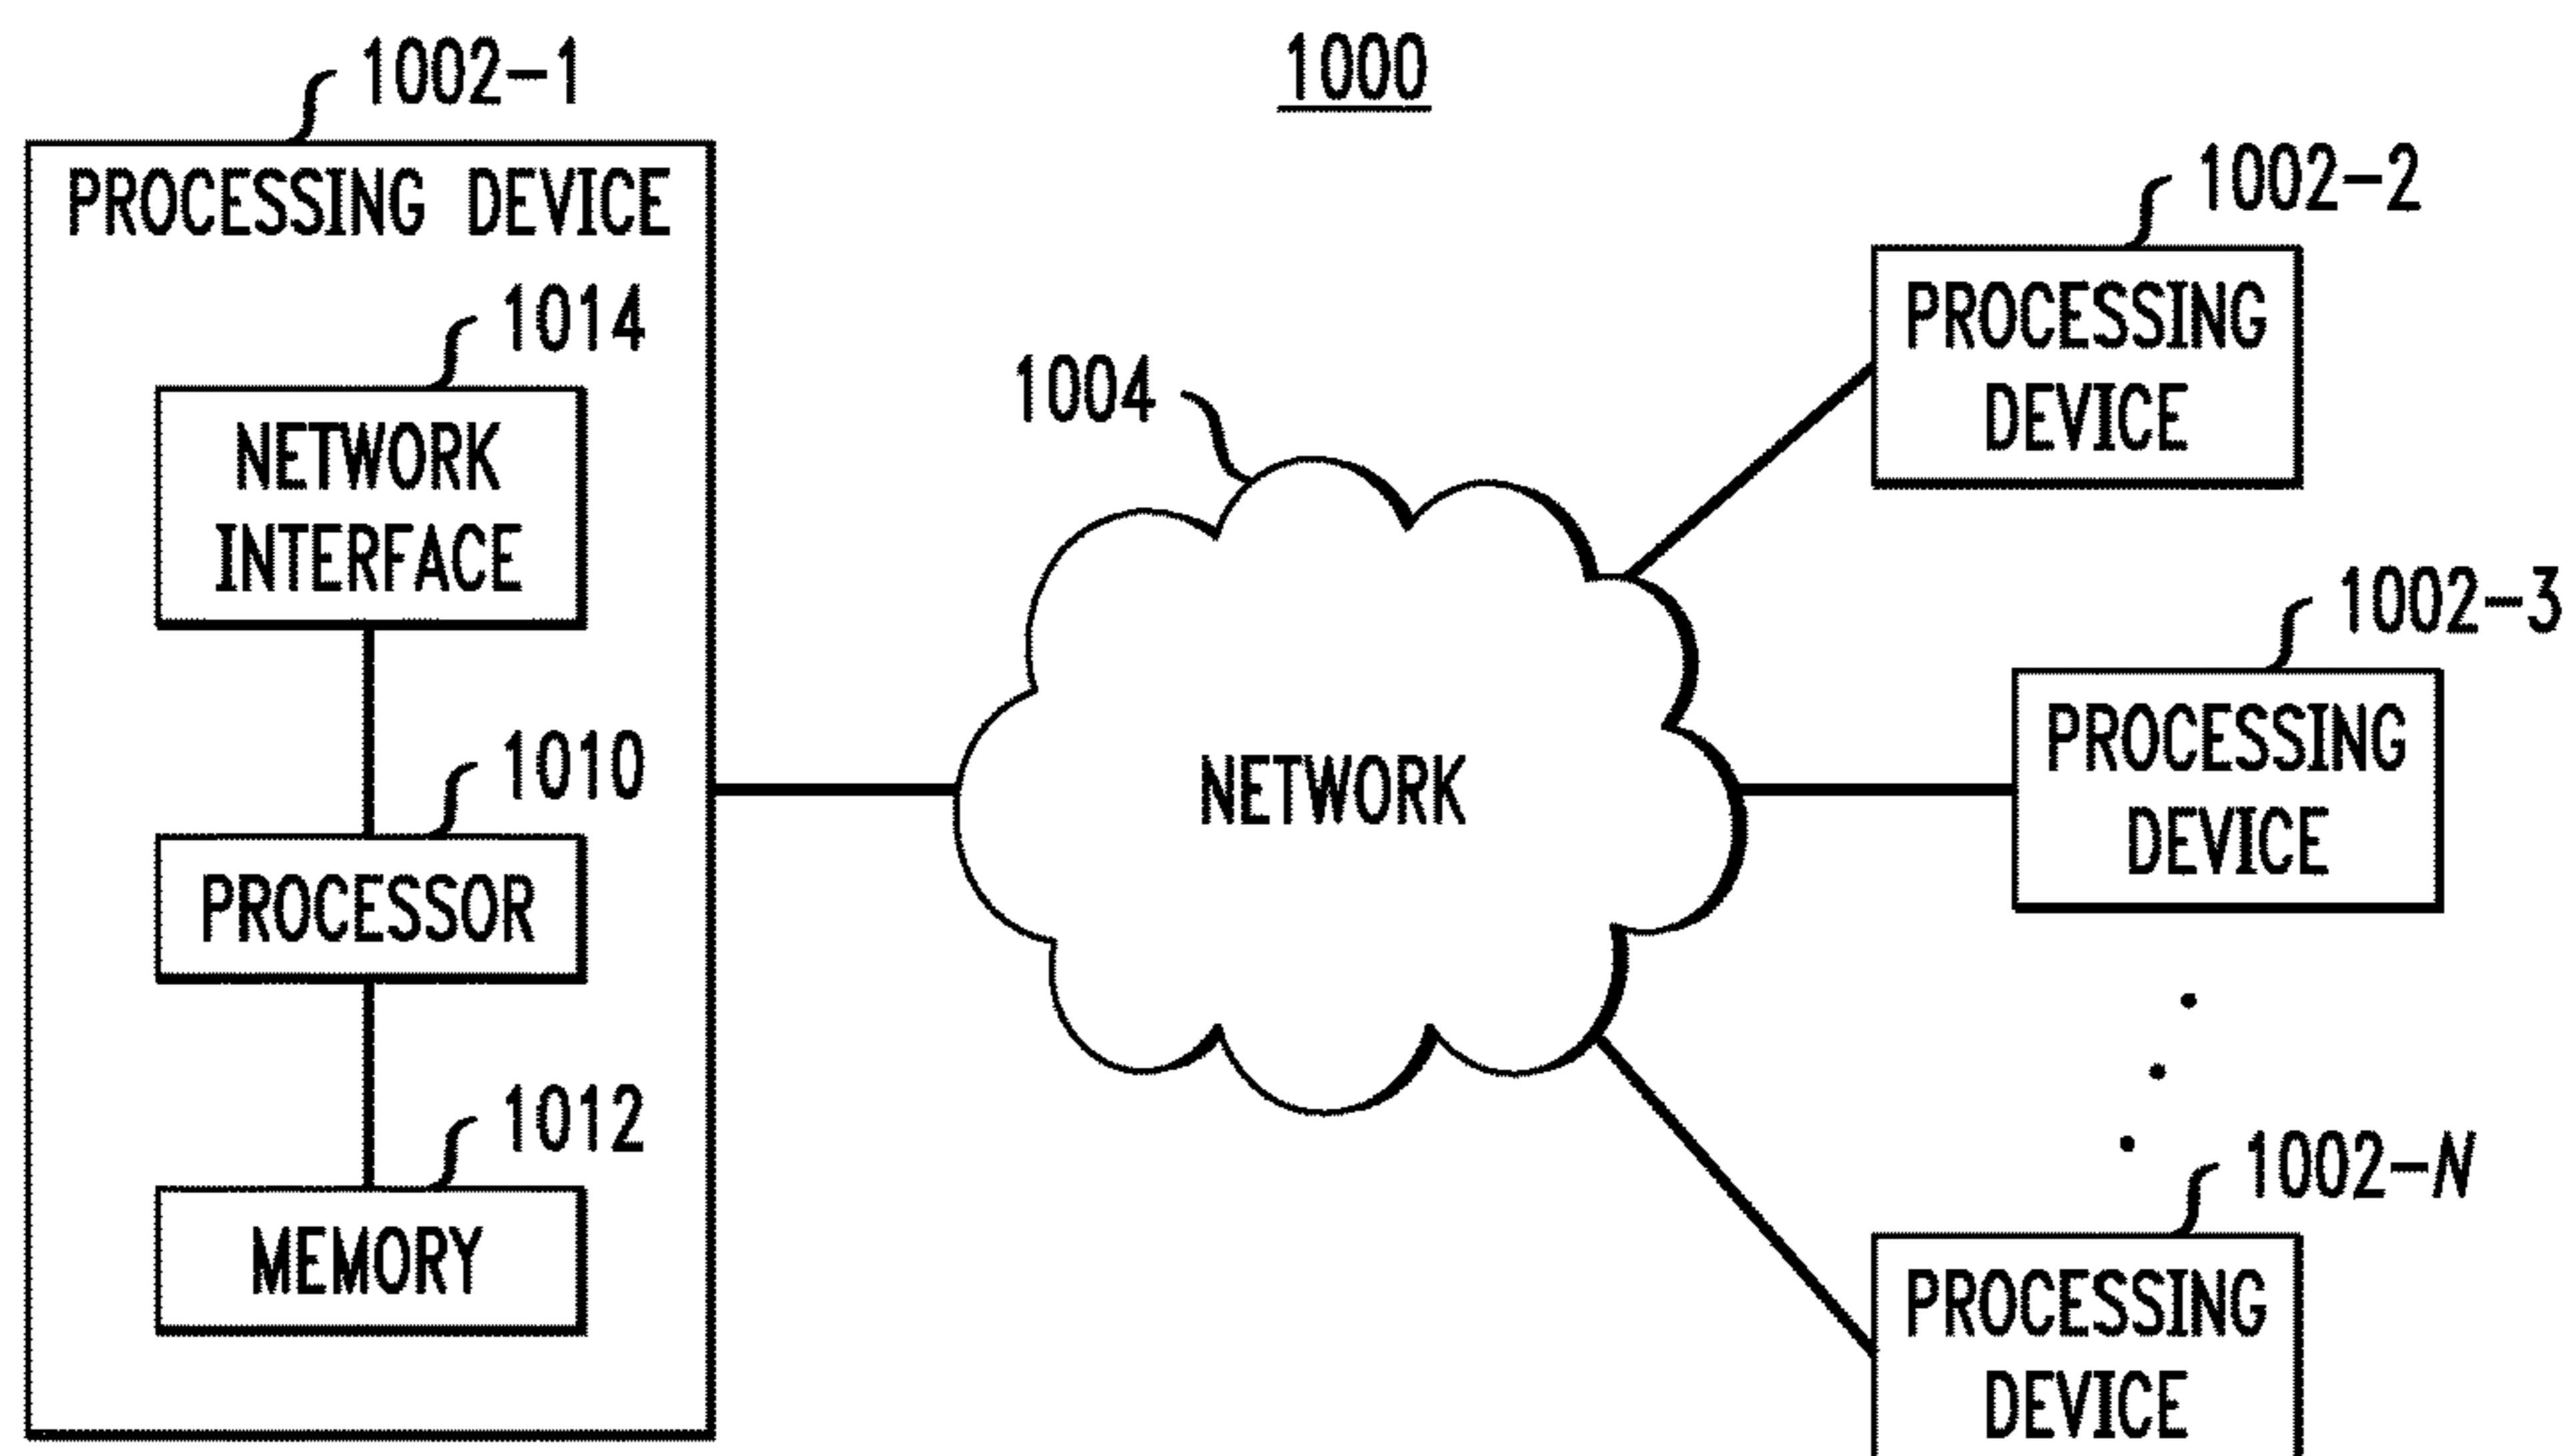 1000
1002-1
PROCESSING DEVICE
1014
NETWORK
INTERFACE
1010
PROCESSOR
1012
MEMORY
1004
NETWORK
1002-2
PROCESSING
DEVICE
1002-3
PROCESSING
DEVICE
1002-N
PROCESSING
DEVICE